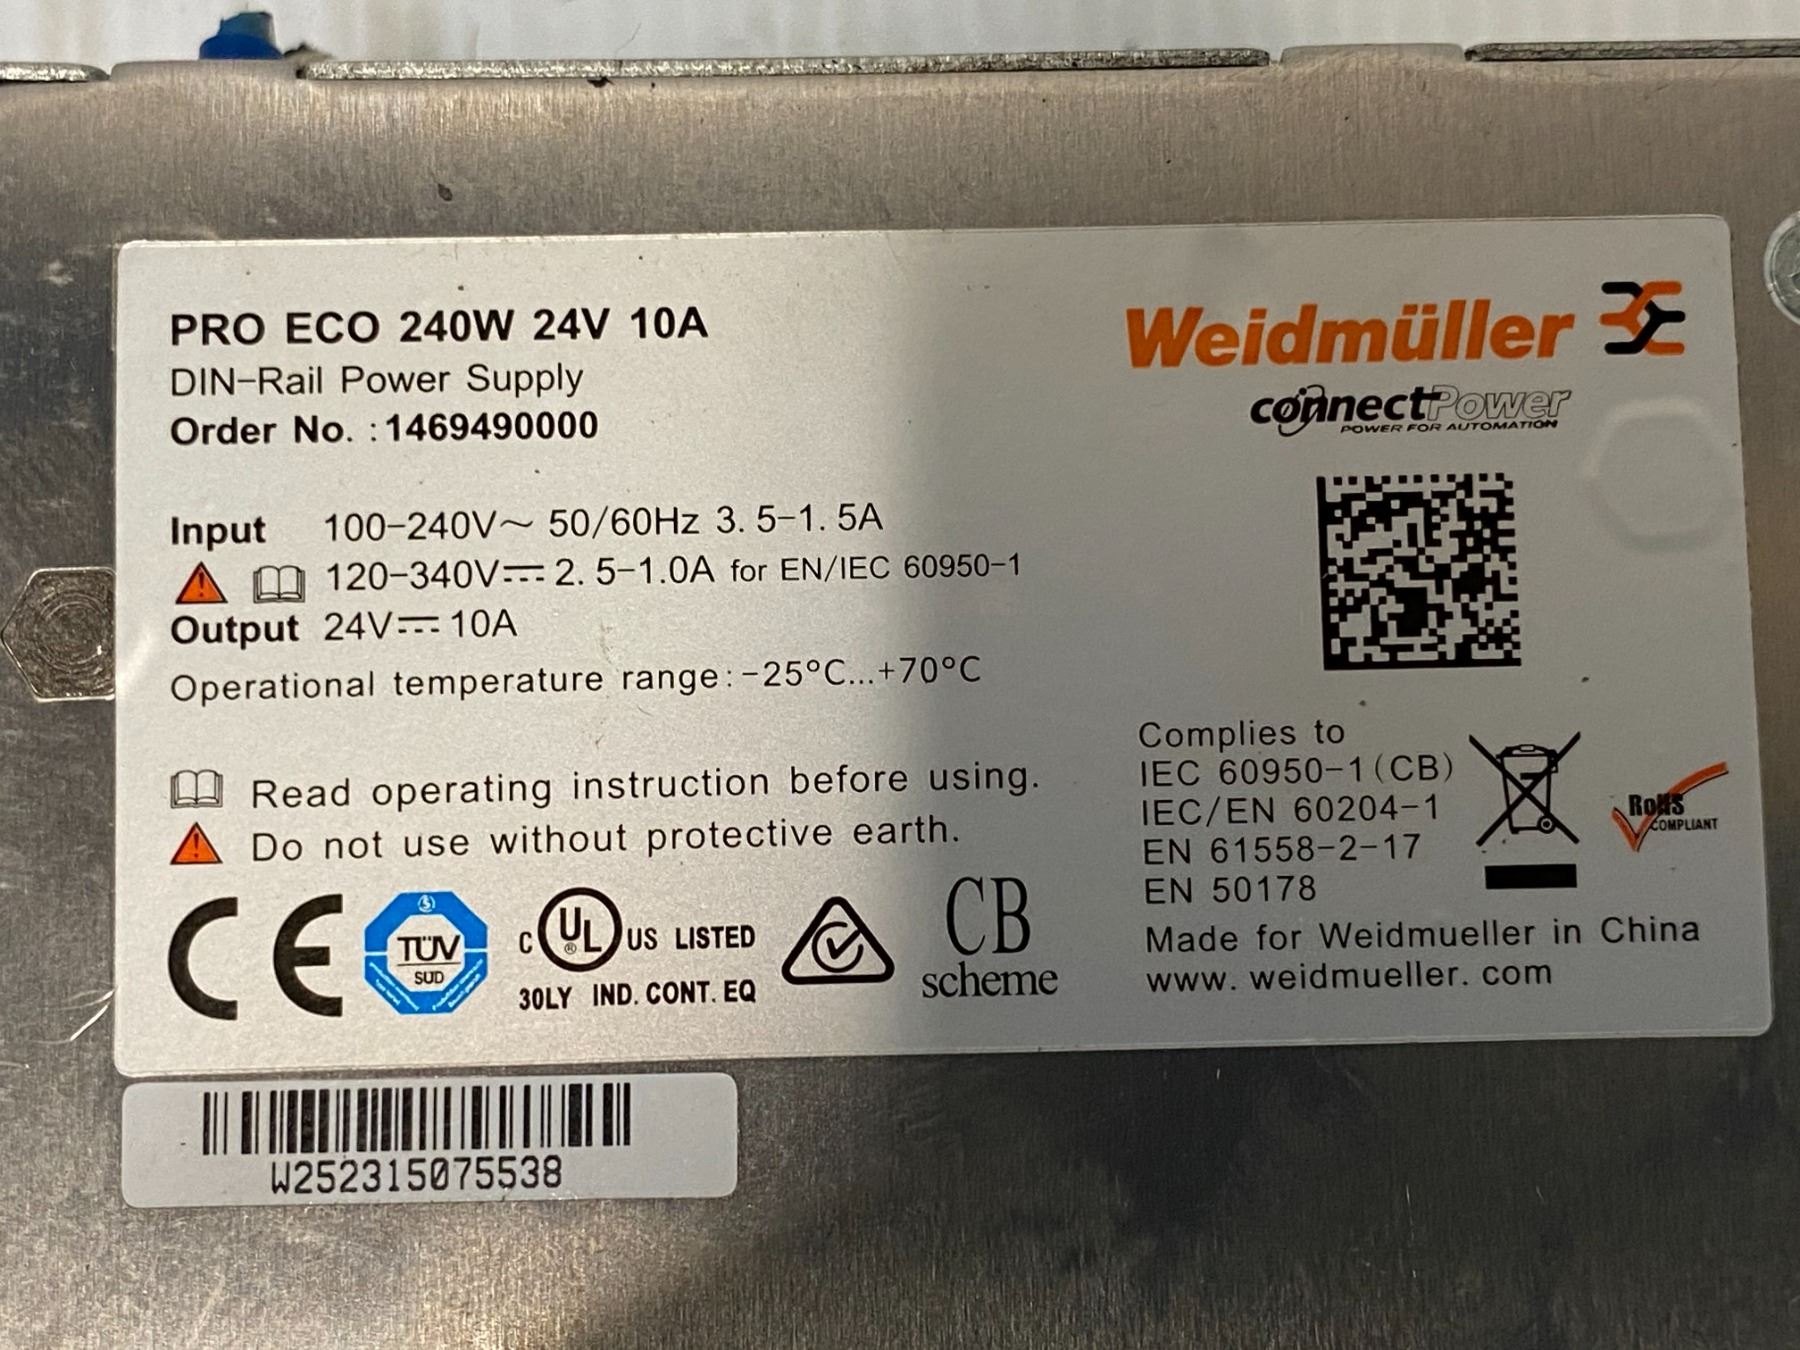 PRO ECO 240W 24V 10A
DIN-Rail Power Supply
Order No. :1469490000
Input 100-240V~ 50/60Hz 3.5-1.5A
120-340V⎓ 2.5-1.0A for EN/IEC 60950-1
Output 24V⎓ 10A
Operational temperature range:-25°C...+70°C
Read operating instruction before using.
Do not use without protective earth.
CE
TÜV
SÜD
C UL® US LISTED
30LY IND. CONT. EQ
CB
scheme
Weidmüller
connectPower
POWER FOR AUTOMATION
Complies to
IEC 60950-1(CB)
IEC/EN 60204-1
EN 61558-2-17
EN 50178
RoHS
COMPLIANT
Made for Weidmueller in China
www.weidmueller.com
W252315075538